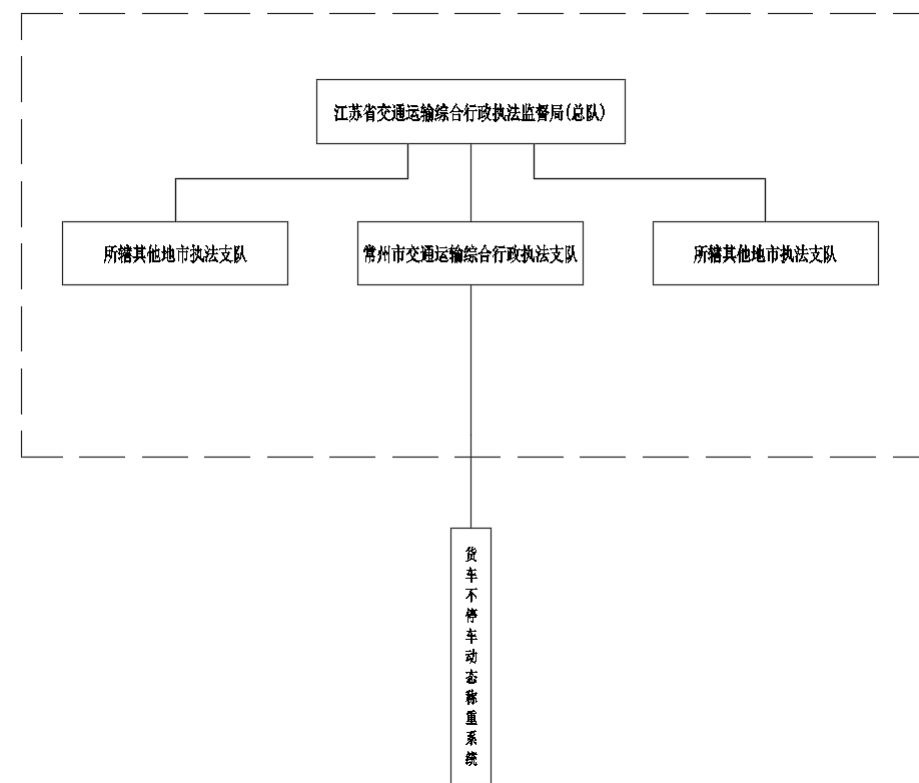 江苏省交通运输综合行政执法监督局(总队)
所辖其他地市执法支队
常州市交通运输综合行政执法支队
所辖其他地市执法支队
货车不停车动态称重系统